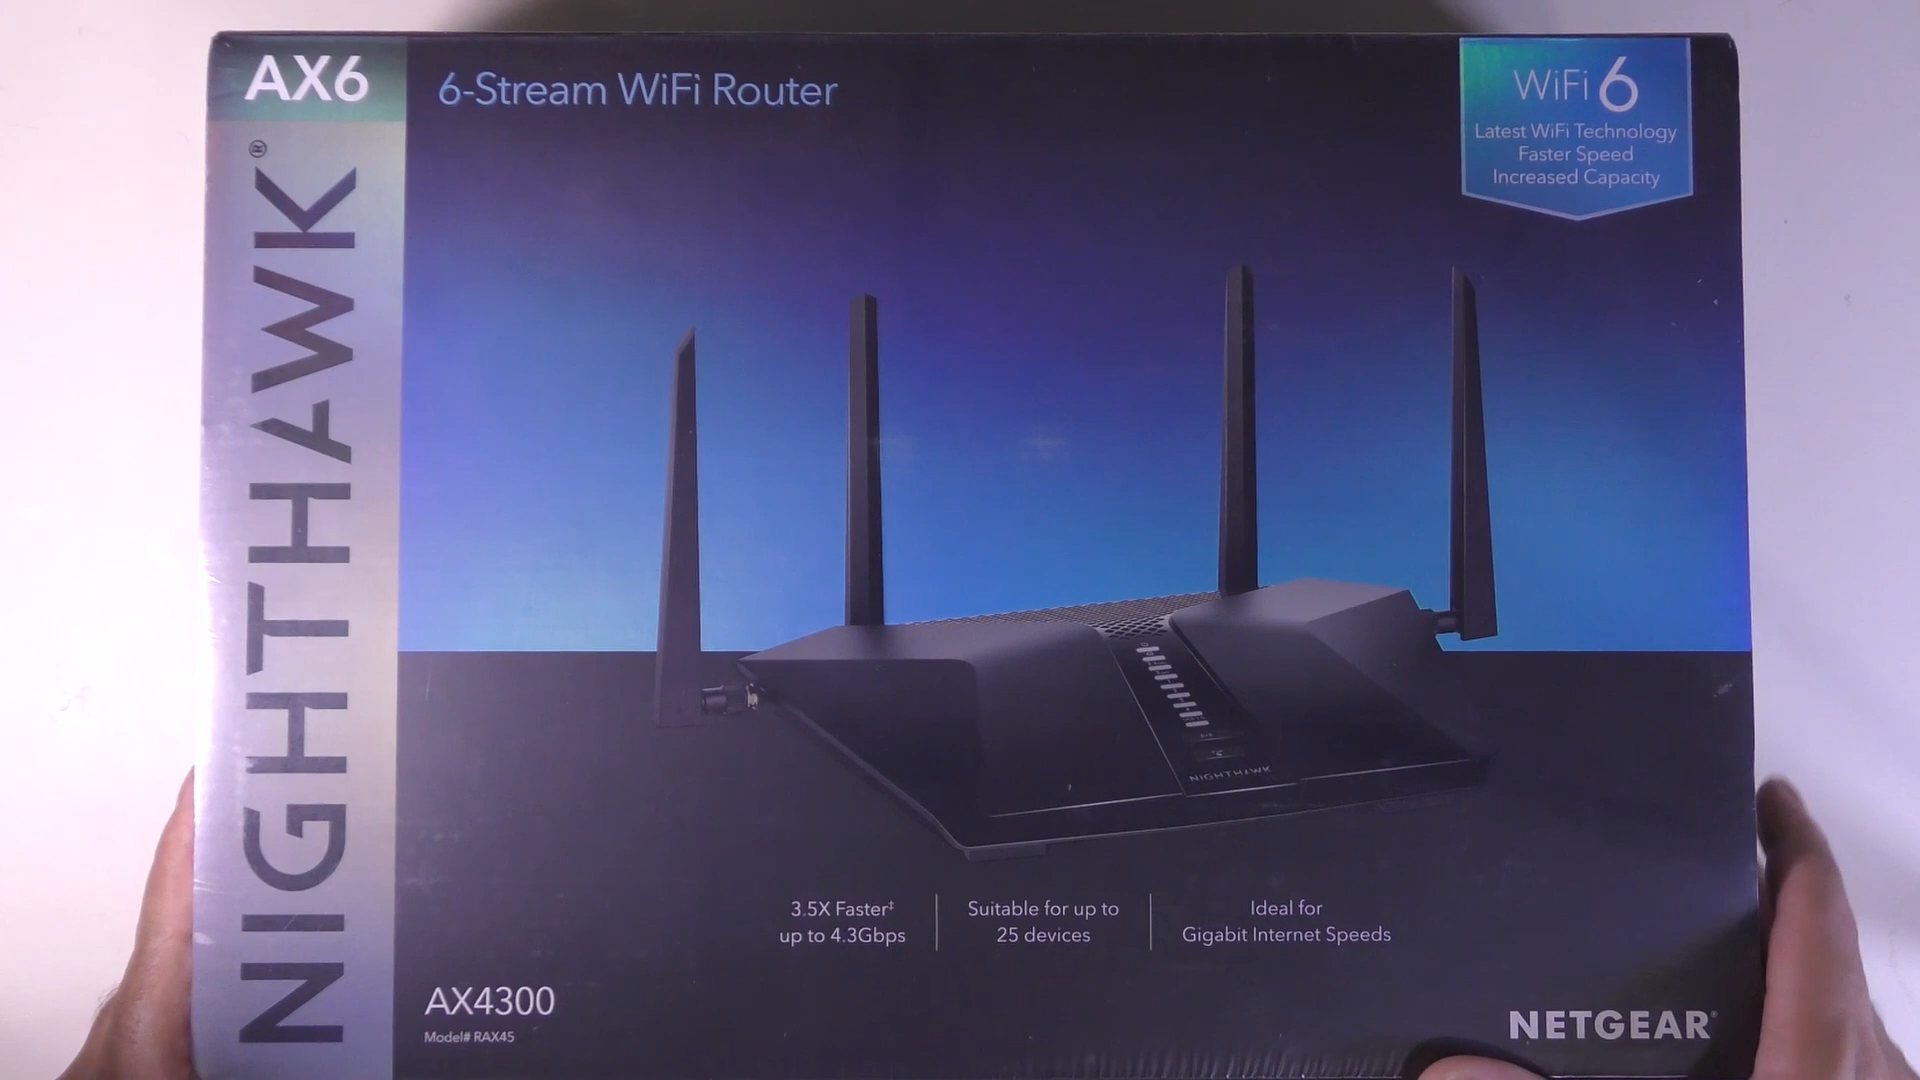 AX6
NIGHTHAWK®
6-Stream WiFi Router
WiFi 6
Latest WiFi Technology
Faster Speed
Increased Capacity
NIGHTHAWK
3.5X Faster‡
up to 4.3Gbps
Suitable for up to
25 devices
Ideal for
Gigabit Internet Speeds
AX4300
Model# RAX45
NETGEAR®